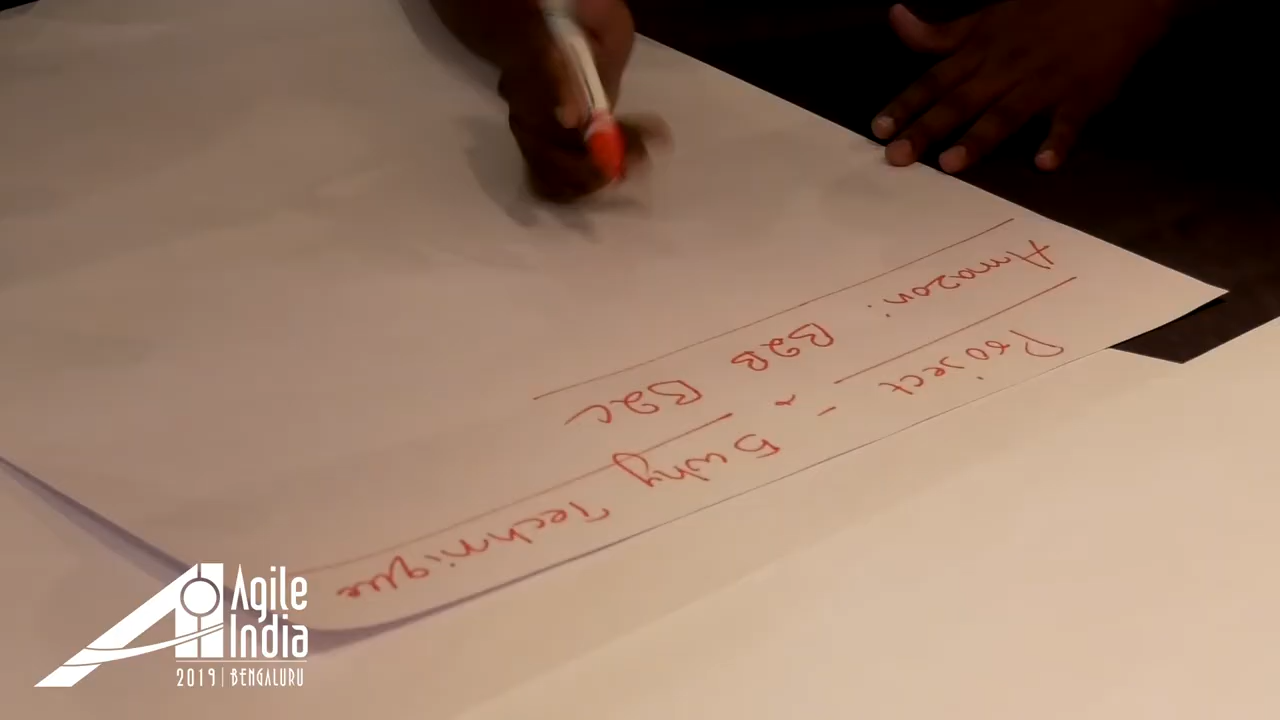 Project - 5 why Technique
Amazon: B2B B2C
Agile
India
2019 | BENGALURU